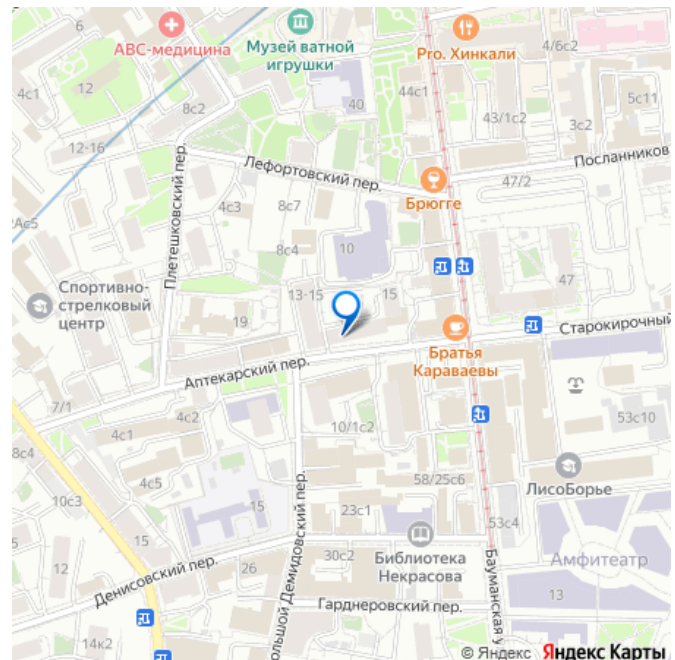 6
АВС-медицина
4с1
12
8с2
12-16
Музей ватной
игрушки
40
Pro. Хинкали
44с1
4/6с2
5с11
43/1с2
3с2
Посланников
47/2
Лефортовский пер.
Брюгге
Плетешковский пер.
4с3
8с7
8с4
10
2Ас5
Спортивно-
стрелковый
центр
13-15
15
19
47
Старокирочный
Братья
Караваевы
Аптекарский пер.
7/1
4с2
4с1
10/1с2
53с10
8с4
4с5
58/25с6
ЛисоБорье
10с3
15
15
23с1
53с4
Большой Демидовский пер.
Библиотека
Некрасова
Амфитеатр
30с2
26
Денисовский пер.
12
Гарднеровский пер.
13
Бауманская у
14к2
© Яндекс Яндекс Карты